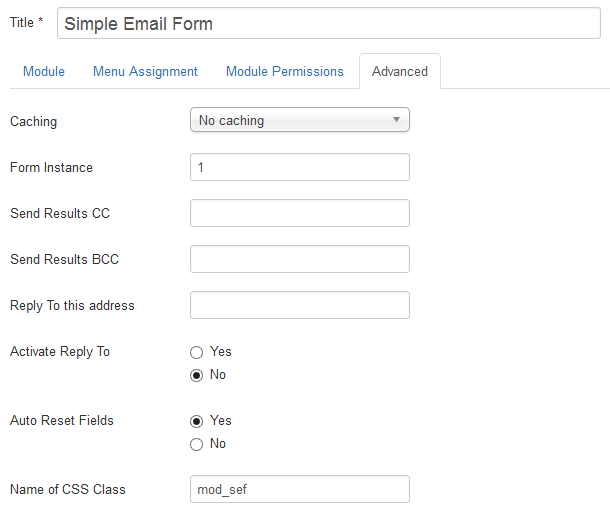 Title * Simple Email Form
Module Menu Assignment Module Permissions Advanced
Caching No caching
Form Instance 1
Send Results CC
Send Results BCC
Reply To this address
Activate Reply To Yes
No
Auto Reset Fields Yes
No
Name of CSS Class mod_sef